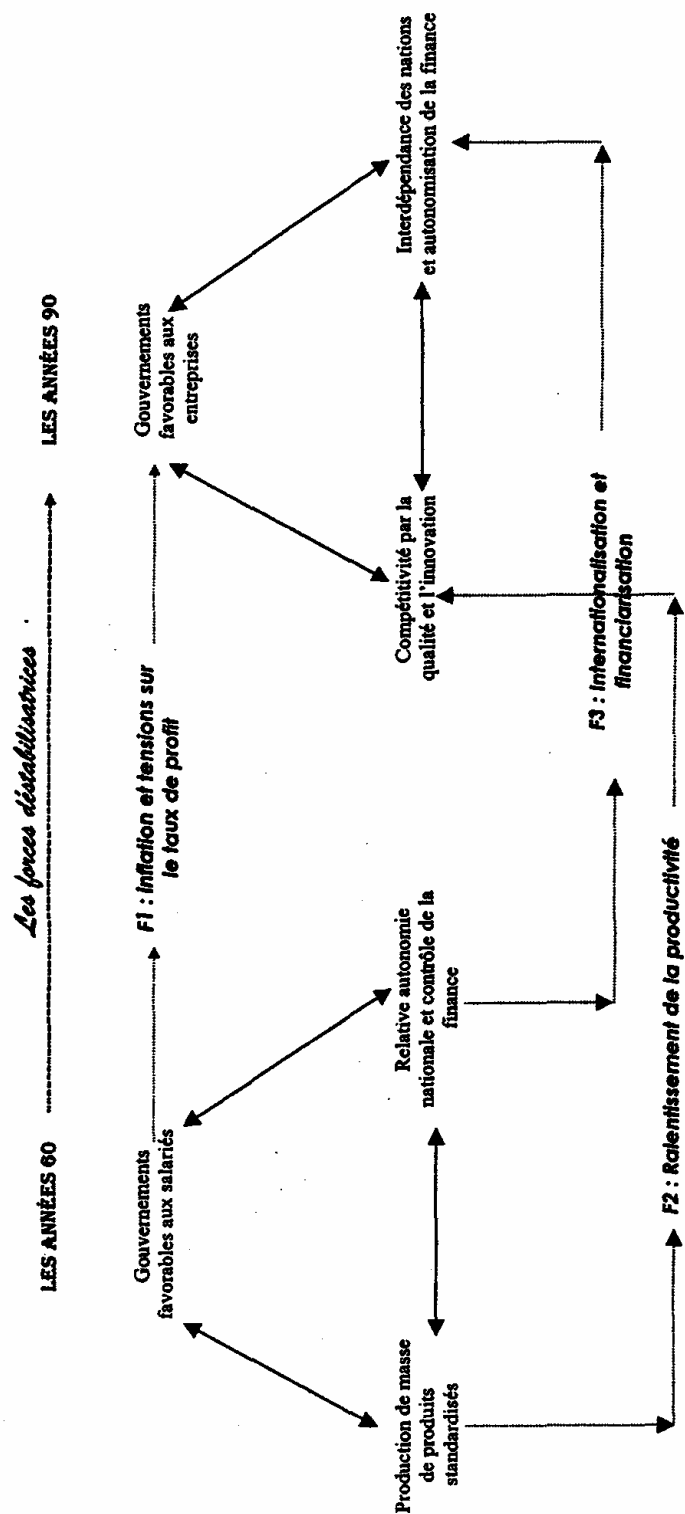 Les forces déstabilisatrices
LES ANNÉES 60
LES ANNÉES 90
Gouvernements
favorables aux salariés
F1 : Inflation et tensions sur
le taux de profit
Gouvernements
favorables aux
entreprises
Production de masse
de produits
standardisés
Relative autonomie
nationale et contrôle de la
finance
Compétitivité par la
qualité et l'innovation
Interdépendance des nations
et autonomisation de la finance
F3 : Internationalisation et
financiarisation
F2 : Ralentissement de la productivité